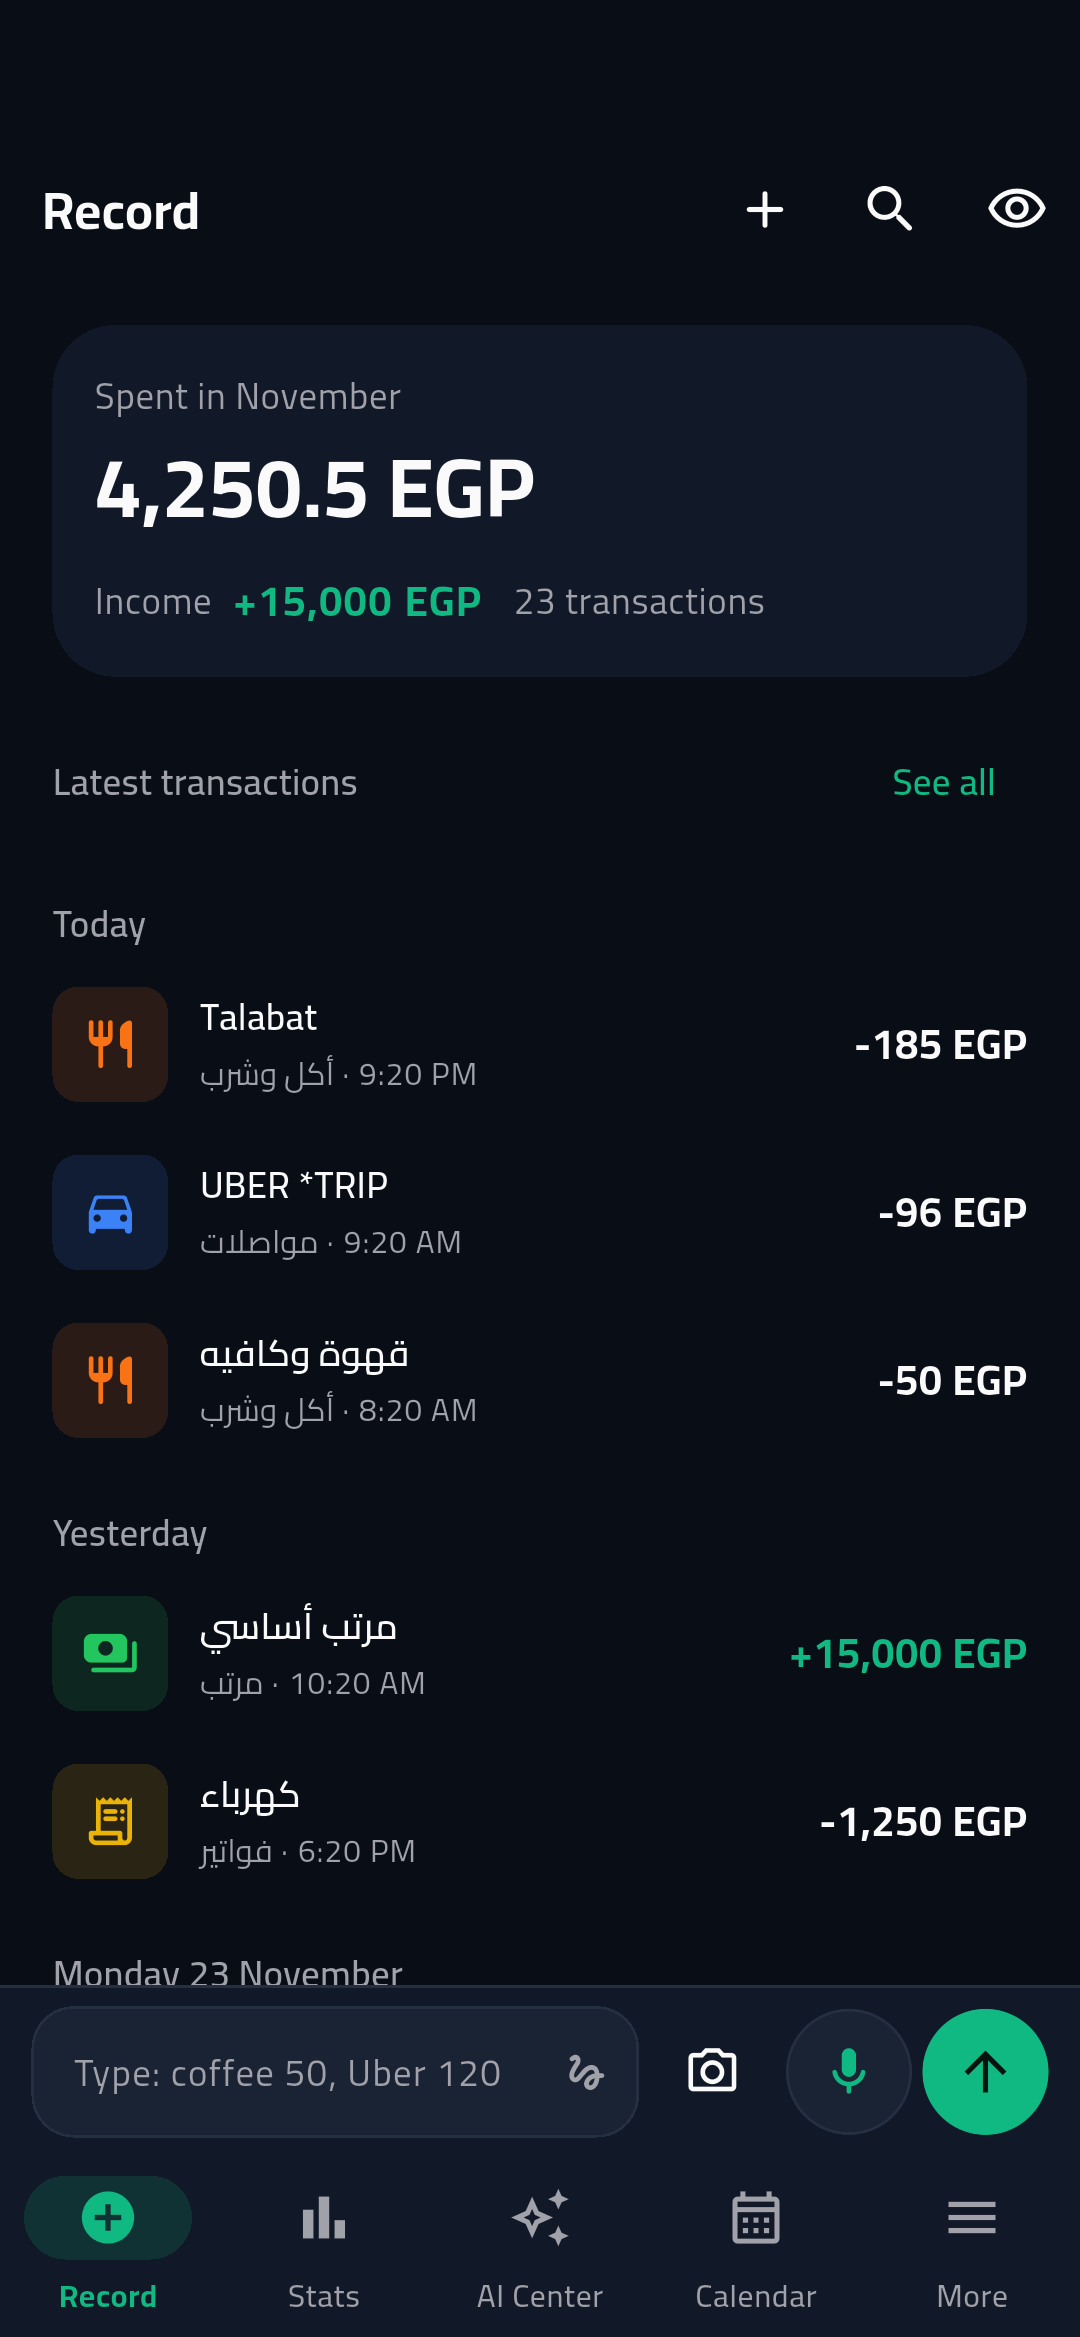 Record
Spent in November
4,250.5 EGP
Income +15,000 EGP 23 transactions
Latest transactions See all
Today
Talabat
أكل وشرب · 9:20 PM
-185 EGP
UBER *TRIP
مواصلات · 9:20 AM
-96 EGP
قهوة وكافيه
أكل وشرب · 8:20 AM
-50 EGP
Yesterday
مرتب أساسي
مرتب · 10:20 AM
+15,000 EGP
كهرباء
فواتير · 6:20 PM
-1,250 EGP
Monday 23 November
Type: coffee 50, Uber 120
Record Stats AI Center Calendar More